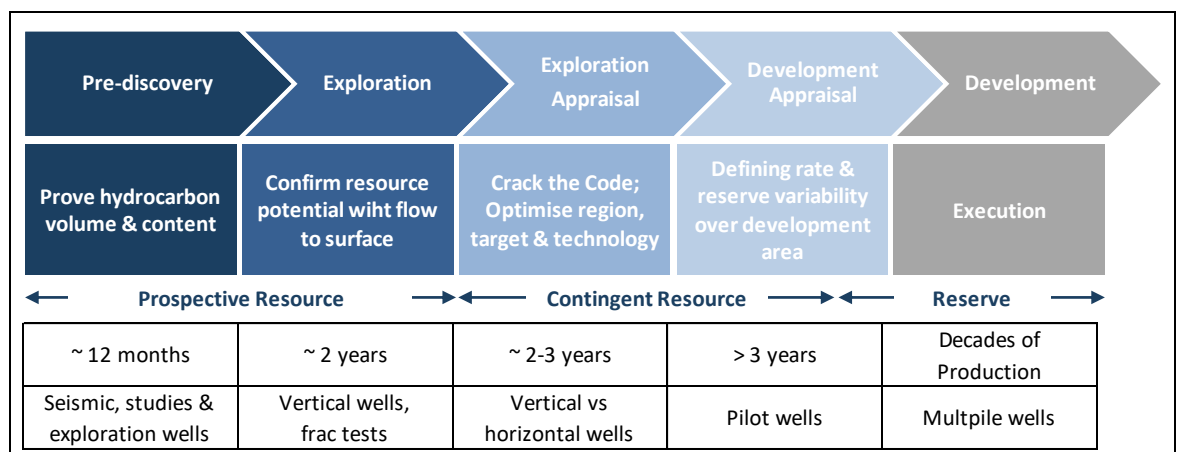 Pre-discovery
Exploration
Exploration
Appraisal
Development
Appraisal
Development
Prove hydrocarbon
volume & content
Confirm resource
potential wiht flow
to surface
Crack the Code;
Optimise region,
target & technology
Defining rate &
reserve variability
over development
area
Execution
Prospective Resource
Contingent Resource
Reserve
~ 12 months
~ 2 years
~ 2-3 years
> 3 years
Decades of
Production
Seismic, studies &
exploration wells
Vertical wells,
frac tests
Vertical vs
horizontal wells
Pilot wells
Multpile wells